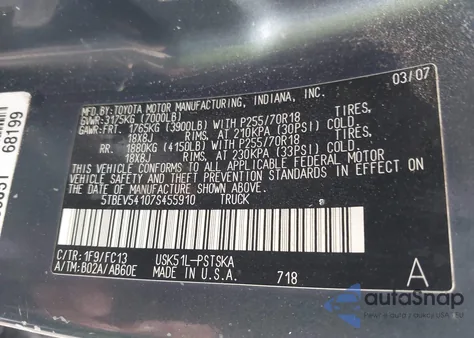 03/07
MFD. BY:TOYOTA MOTOR MANUFACTURING, INDIANA, INC.
GVWR: 3175KG (7000LB)
GAWR: FRT. 1765KG (3900LB) WITH P255/70R18 TIRES,
18X8J RIMS, AT 210KPA (30PSI) COLD.
RR. 1880KG (4150LB) WITH P255/70R18 TIRES,
18X8J RIMS, AT 230KPA (33PSI) COLD.
THIS VEHICLE CONFORMS TO ALL APPLICABLE FEDERAL MOTOR
VEHICLE SAFETY STANDARDS IN EFFECT ON THE DATE OF
MANUFACTURE SHOWN ABOVE.
5TBEV54107S455910 TRUCK
C/TR: 1F9/FC13 USK51L-PSTSKA
A/TM: B02A/AB60E MADE IN U.S.A. 718
A
68199
autoSnap